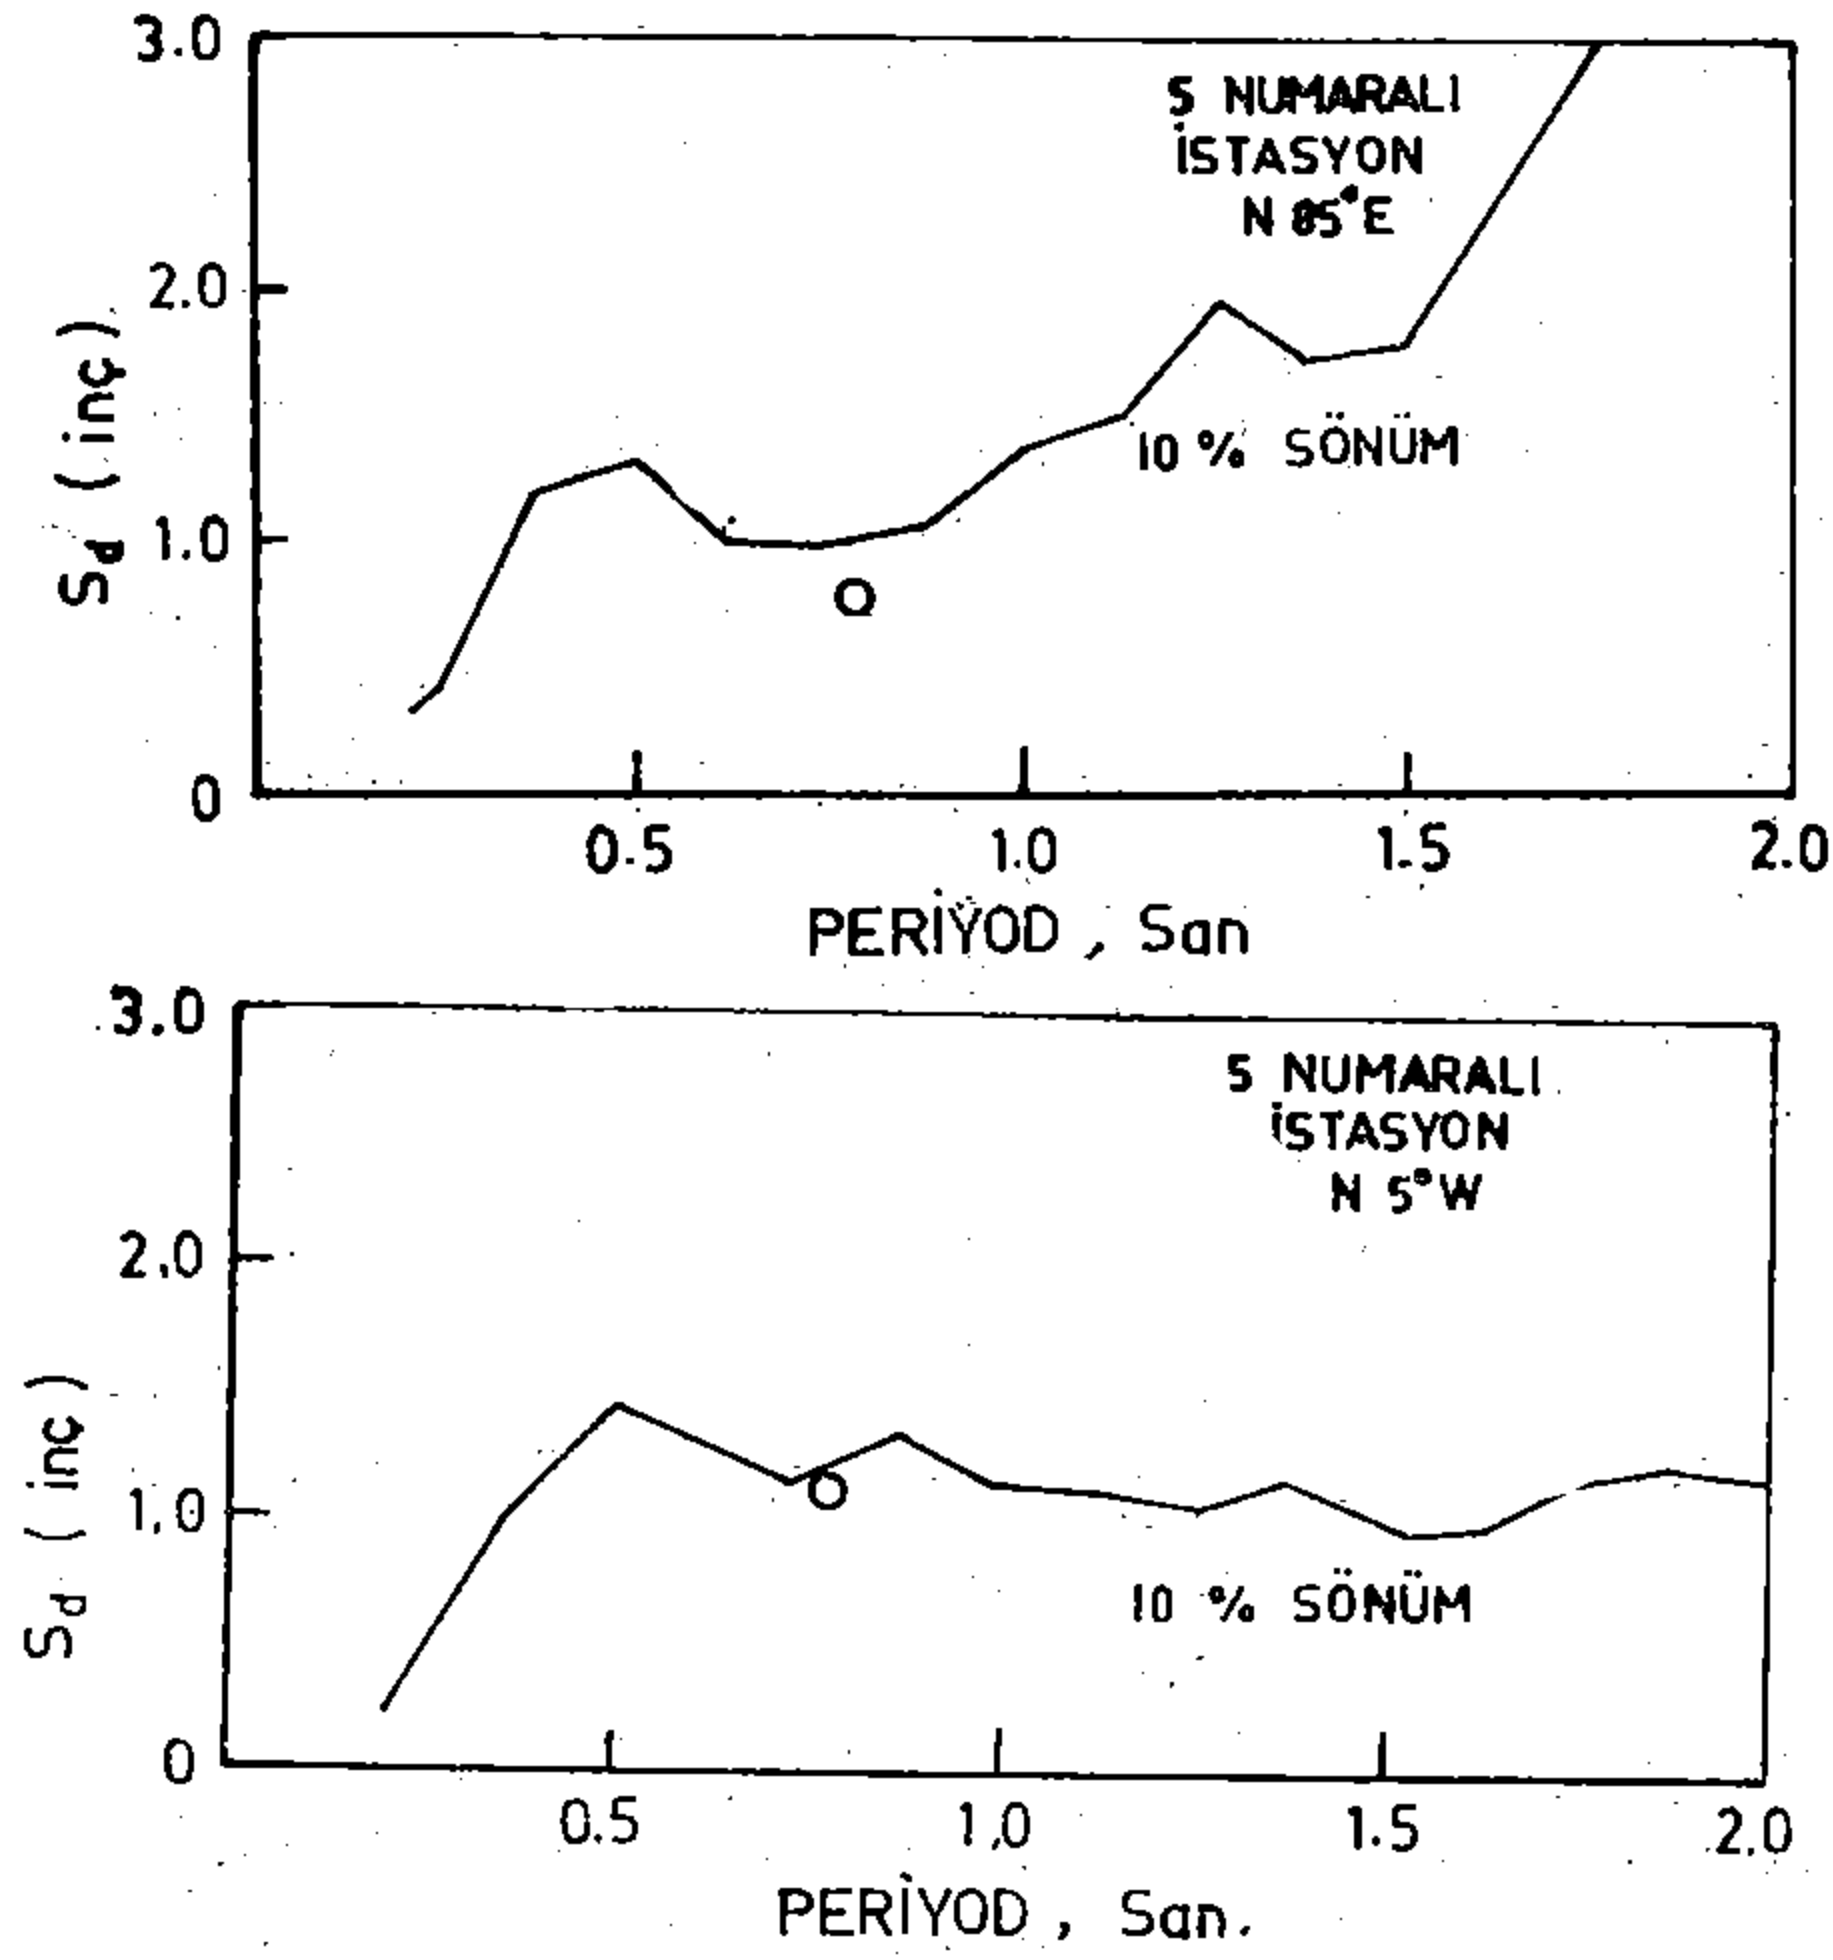 3.0
5 NUMARALI
İSTASYON
N 85°E
2.0
Sd (inç)
10 % SÖNÜM
1.0
0
0.5 1.0 1.5 2.0
PERİYOD, San
3.0
5 NUMARALI
İSTASYON
N 5°W
2.0
Sd (inç)
1.0
10 % SÖNÜM
0
0.5 1.0 1.5 2.0
PERİYOD, San.